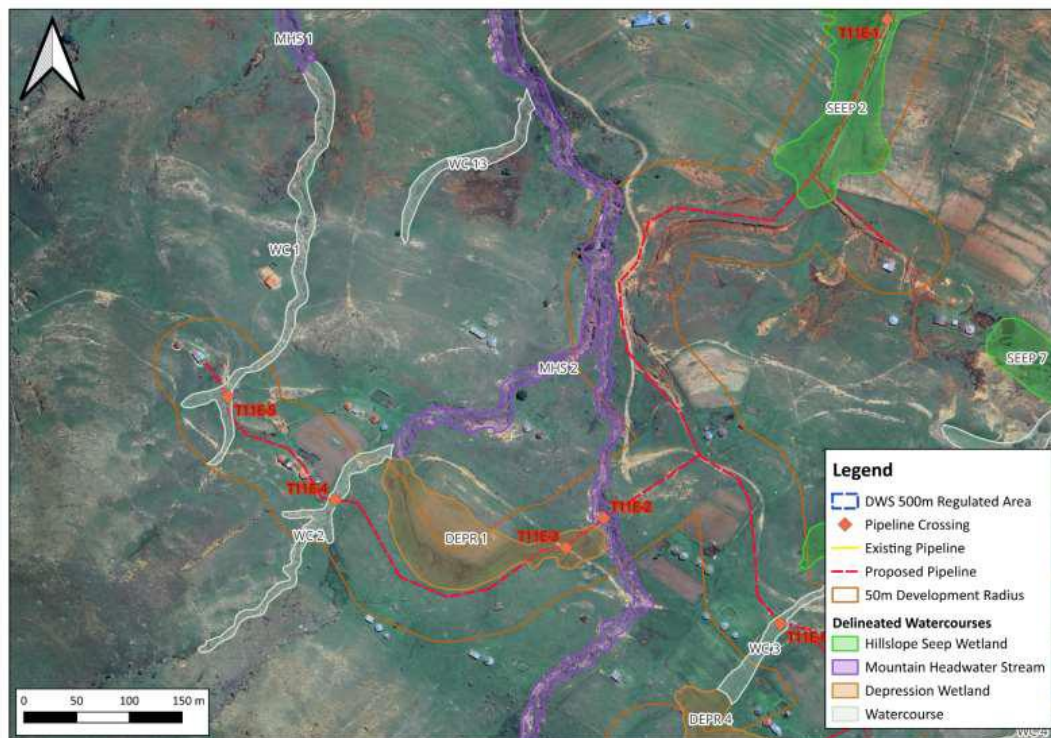 MHS 1
T11E-1
SEEP 2
WC 13
WC 1
MHS 2
SEEP 7
T11E-5
T11E-4
T11E-2
T11E-3
DEPR 1
WC 2
WC 3
DEPR 4
Legend
DWS 500m Regulated Area
Pipeline Crossing
Existing Pipeline
Proposed Pipeline
50m Development Radius
Delineated Watercourses
Hillslope Seep Wetland
Mountain Headwater Stream
Depression Wetland
Watercourse
0 50 100 150 m
WC 4